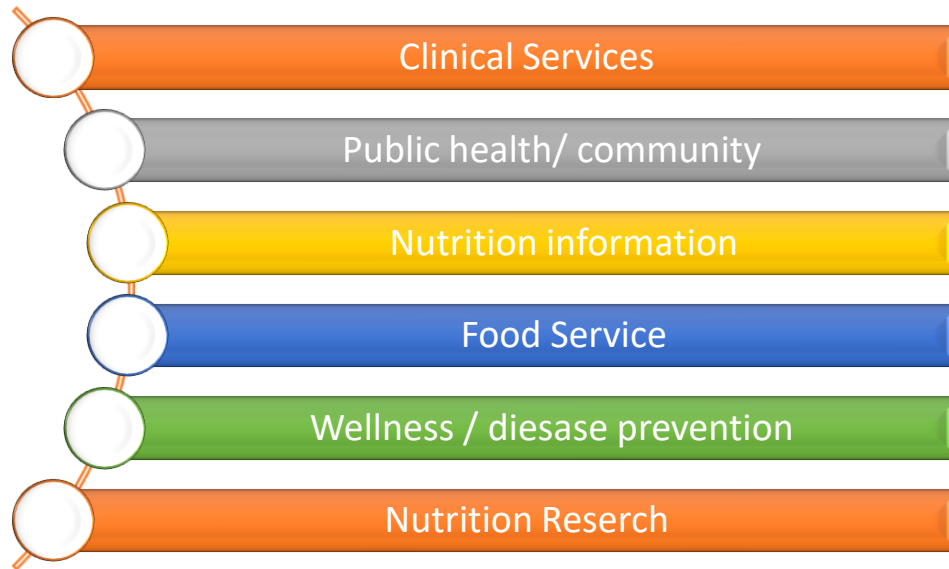 Clinical Services
Public health/ community
Nutrition information
Food Service
Wellness / diesase prevention
Nutrition Reserch